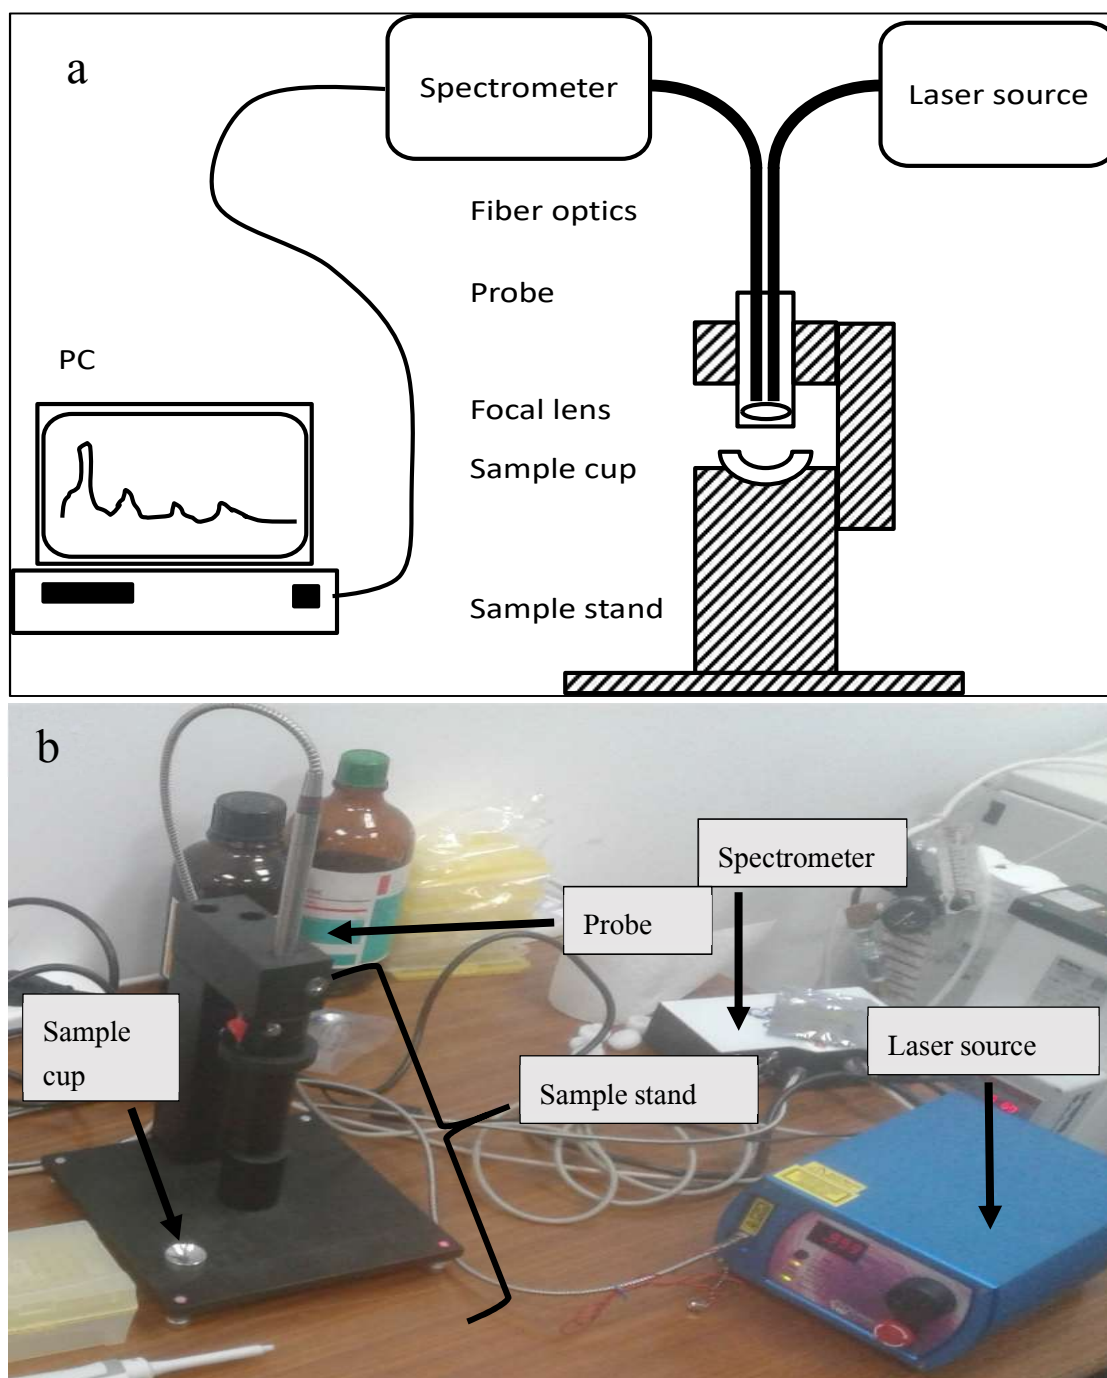 a
Spectrometer
Laser source
Fiber optics
Probe
PC
Focal lens
Sample cup
Sample stand
b
Spectrometer
Probe
Sample
cup
Laser source
Sample stand